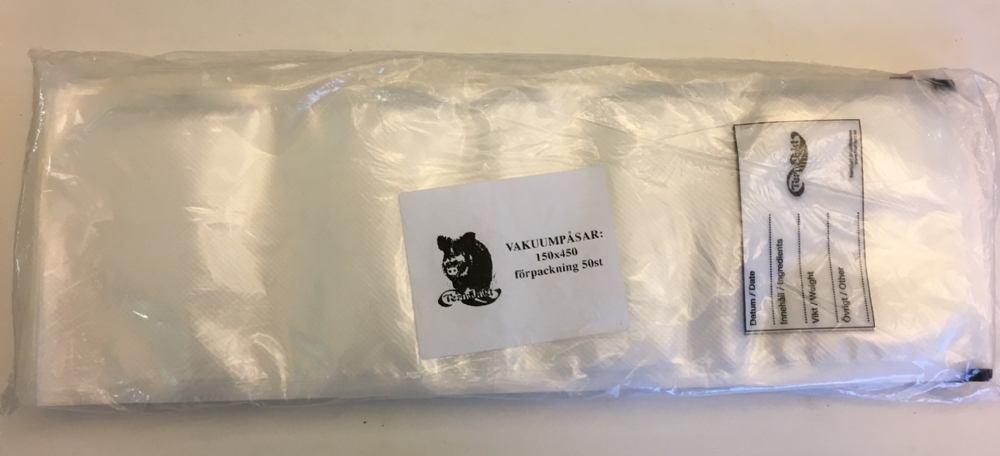 VAKUUMPÅSAR:
150x450
förpackning 50st
Datum / Date
Innehåll / Ingredients
Vikt / Weight
Övrigt / Other